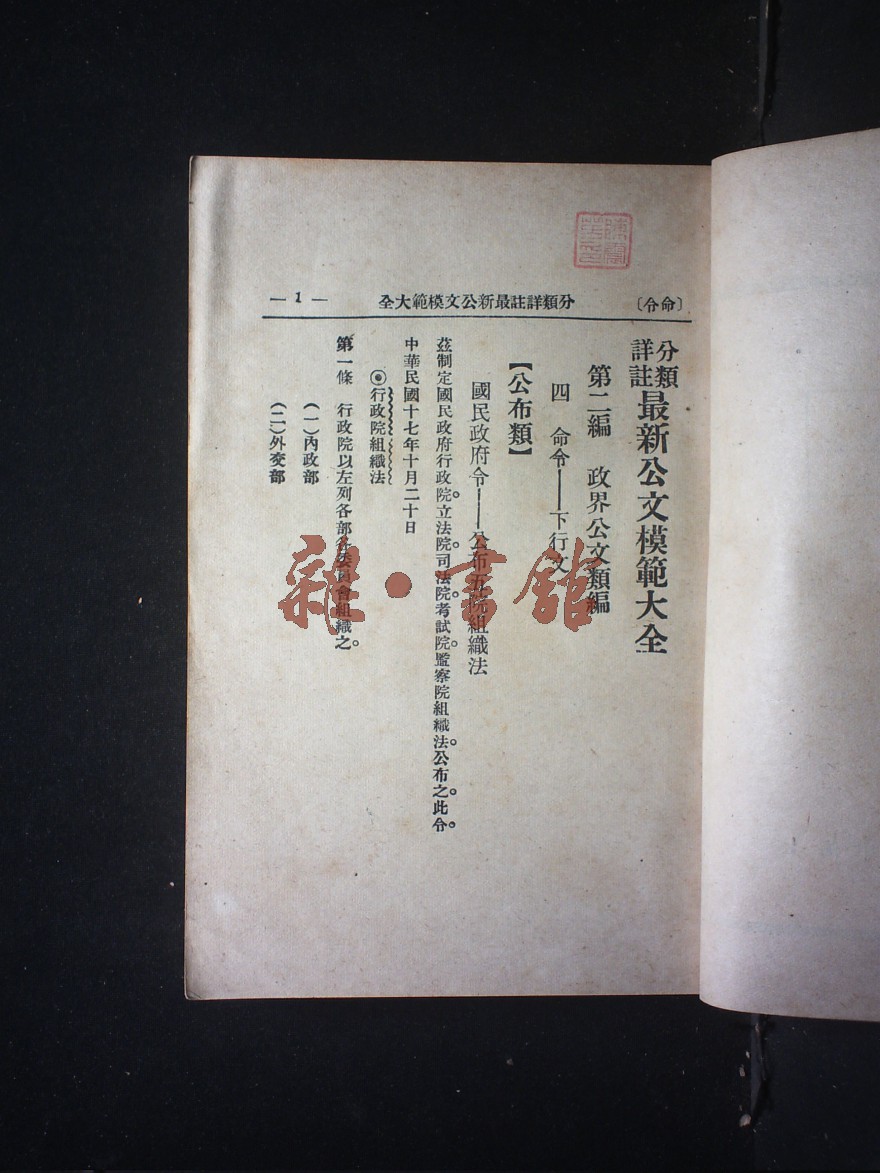 〔命令〕
分類詳註最新公文模範大全
— 1 —
分類
詳註
最新公文模範大全
第二編　政界公文類編
四　命令——下行文
【公布類】
國民政府令——公布五院組織法
茲制定國民政府行政院。立法院。司法院。考試院。監察院組織法。公布之。此令。
中華民國十七年十月二十日
◉行政院組織法
第一條　行政院以左列各部各委員會組織之。
（一）內政部
（二）外交部
雜·書館